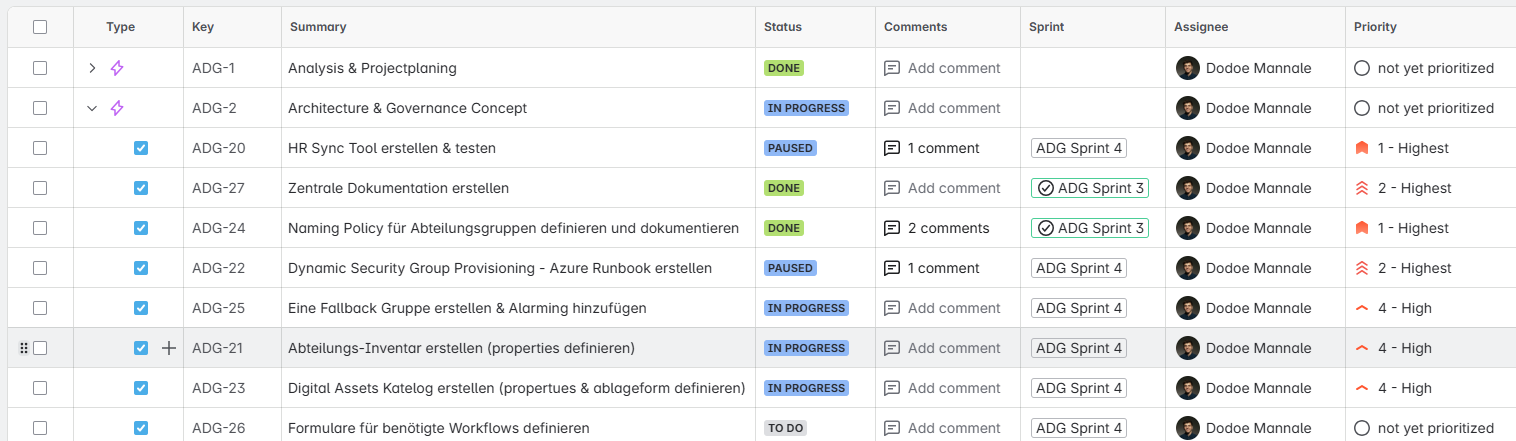 Type Key Summary Status Comments Sprint Assignee Priority
ADG-1 Analysis & Projectplaning DONE Add comment Dodoe Mannale not yet prioritized
ADG-2 Architecture & Governance Concept IN PROGRESS Add comment Dodoe Mannale not yet prioritized
ADG-20 HR Sync Tool erstellen & testen PAUSED 1 comment ADG Sprint 4 Dodoe Mannale 1 - Highest
ADG-27 Zentrale Dokumentation erstellen DONE Add comment ADG Sprint 3 Dodoe Mannale 2 - Highest
ADG-24 Naming Policy für Abteilungsgruppen definieren und dokumentieren DONE 2 comments ADG Sprint 3 Dodoe Mannale 1 - Highest
ADG-22 Dynamic Security Group Provisioning - Azure Runbook erstellen PAUSED 1 comment ADG Sprint 4 Dodoe Mannale 2 - Highest
ADG-25 Eine Fallback Gruppe erstellen & Alarming hinzufügen IN PROGRESS Add comment ADG Sprint 4 Dodoe Mannale 4 - High
ADG-21 Abteilungs-Inventar erstellen (properties definieren) IN PROGRESS Add comment ADG Sprint 4 Dodoe Mannale 4 - High
ADG-23 Digital Assets Katelog erstellen (propertues & ablageform definieren) IN PROGRESS Add comment ADG Sprint 4 Dodoe Mannale 4 - High
ADG-26 Formulare für benötigte Workflows definieren TO DO Add comment ADG Sprint 4 Dodoe Mannale not yet prioritized